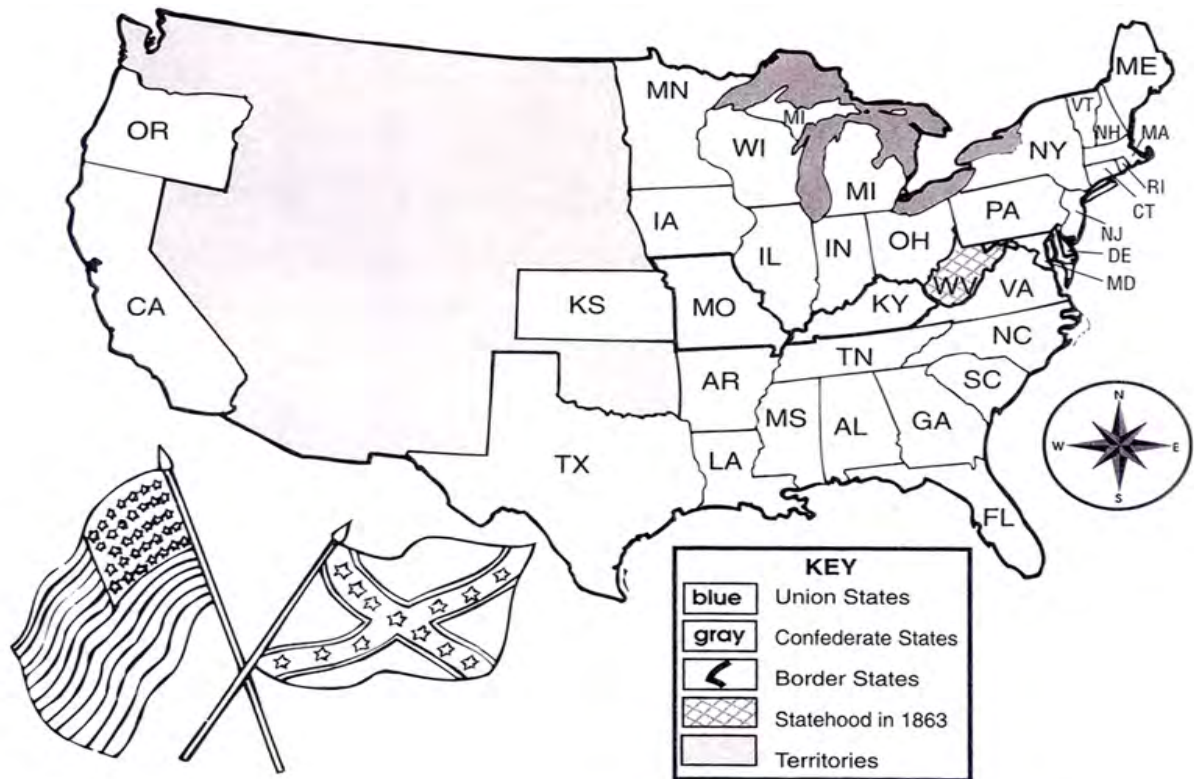 ME
MN
VT
MI
NH
MA
OR
WI
NY
MI
RI
IA
PA
CT
NJ
IL
IN
OH
DE
WV
MD
CA
KS
MO
KY
VA
NC
TN
AR
SC
MS
AL
GA
TX
LA
FL
N
W
E
S
KEY
blue Union States
gray Confederate States
Border States
Statehood in 1863
Territories